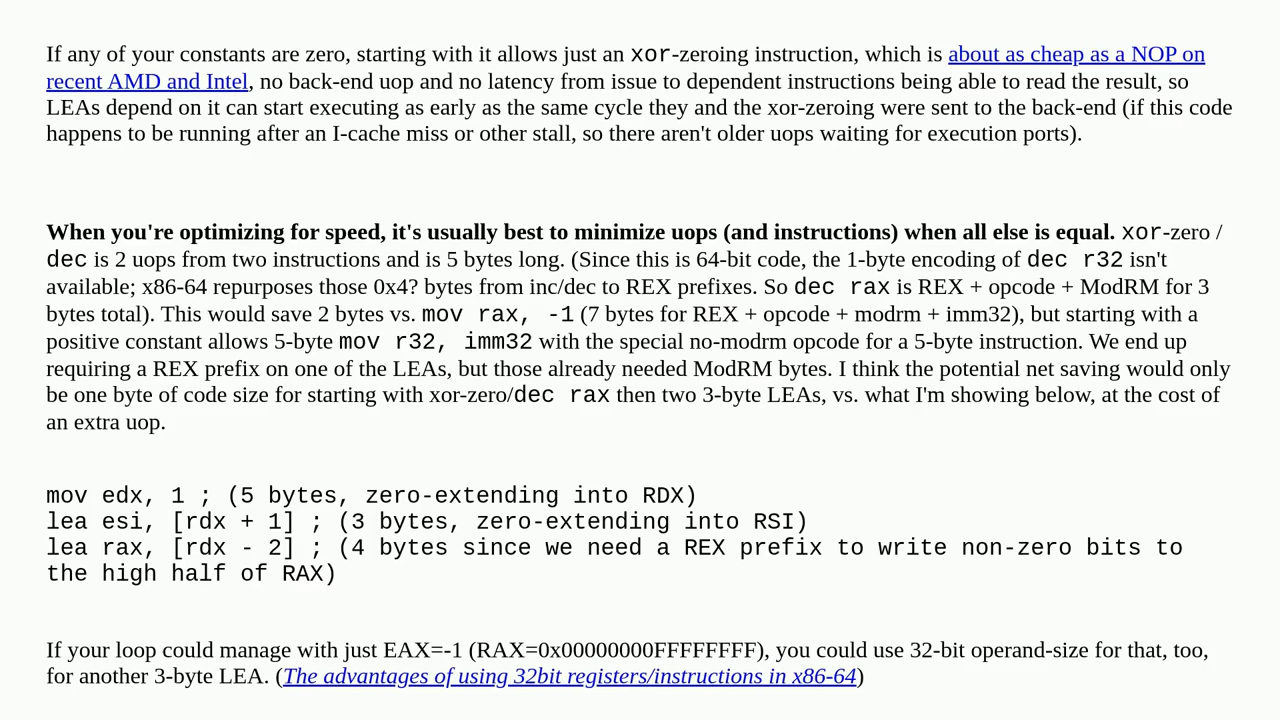 If any of your constants are zero, starting with it allows just an xor-zeroing instruction, which is about as cheap as a NOP on
recent AMD and Intel, no back-end uop and no latency from issue to dependent instructions being able to read the result, so
LEAs depend on it can start executing as early as the same cycle they and the xor-zeroing were sent to the back-end (if this code
happens to be running after an I-cache miss or other stall, so there aren't older uops waiting for execution ports).
When you're optimizing for speed, it's usually best to minimize uops (and instructions) when all else is equal. xor-zero /
dec is 2 uops from two instructions and is 5 bytes long. (Since this is 64-bit code, the 1-byte encoding of dec r32 isn't
available; x86-64 repurposes those 0x4? bytes from inc/dec to REX prefixes. So dec rax is REX + opcode + ModRM for 3
bytes total). This would save 2 bytes vs. mov rax, -1 (7 bytes for REX + opcode + modrm + imm32), but starting with a
positive constant allows 5-byte mov r32, imm32 with the special no-modrm opcode for a 5-byte instruction. We end up
requiring a REX prefix on one of the LEAs, but those already needed ModRM bytes. I think the potential net saving would only
be one byte of code size for starting with xor-zero/dec rax then two 3-byte LEAs, vs. what I'm showing below, at the cost of
an extra uop.
mov edx, 1 ; (5 bytes, zero-extending into RDX)
lea esi, [rdx + 1] ; (3 bytes, zero-extending into RSI)
lea rax, [rdx - 2] ; (4 bytes since we need a REX prefix to write non-zero bits to
the high half of RAX)
If your loop could manage with just EAX=-1 (RAX=0x00000000FFFFFFFF), you could use 32-bit operand-size for that, too,
for another 3-byte LEA. (The advantages of using 32bit registers/instructions in x86-64)